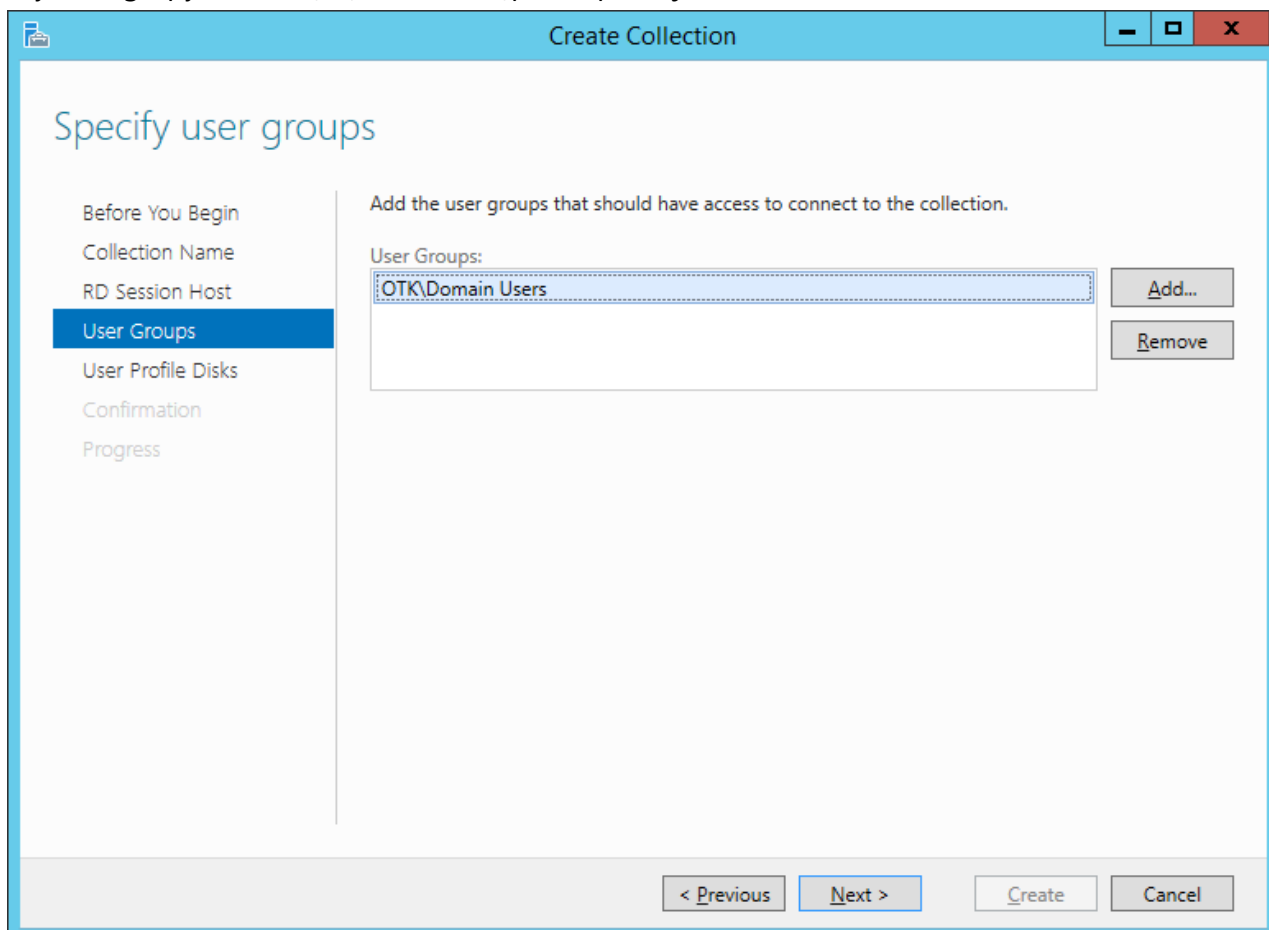 Create Collection
Specify user groups
Before You Begin
Collection Name
RD Session Host
User Groups
User Profile Disks
Confirmation
Progress
Add the user groups that should have access to connect to the collection.
User Groups:
OTK\Domain Users
Add...
Remove
< Previous
Next >
Create
Cancel